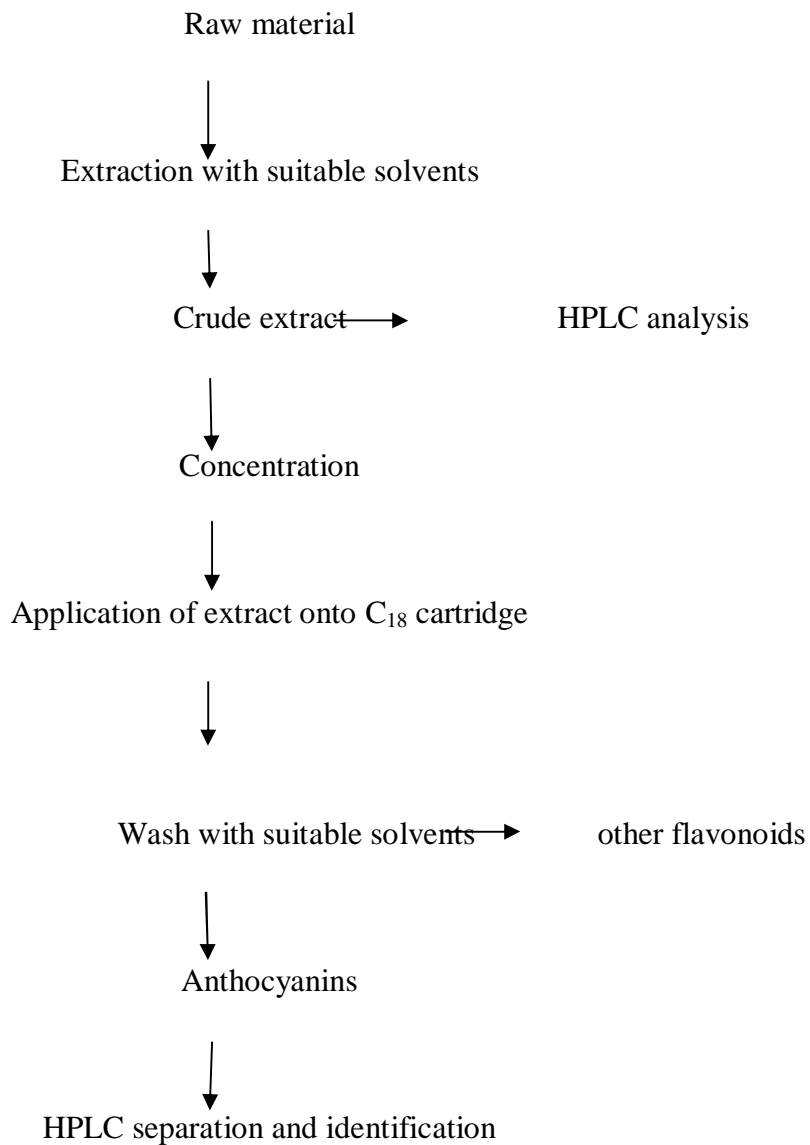 Raw material
Extraction with suitable solvents
Crude extract HPLC analysis
Concentration
Application of extract onto C₁₈ cartridge
Wash with suitable solvents other flavonoids
Anthocyanins
HPLC separation and identification